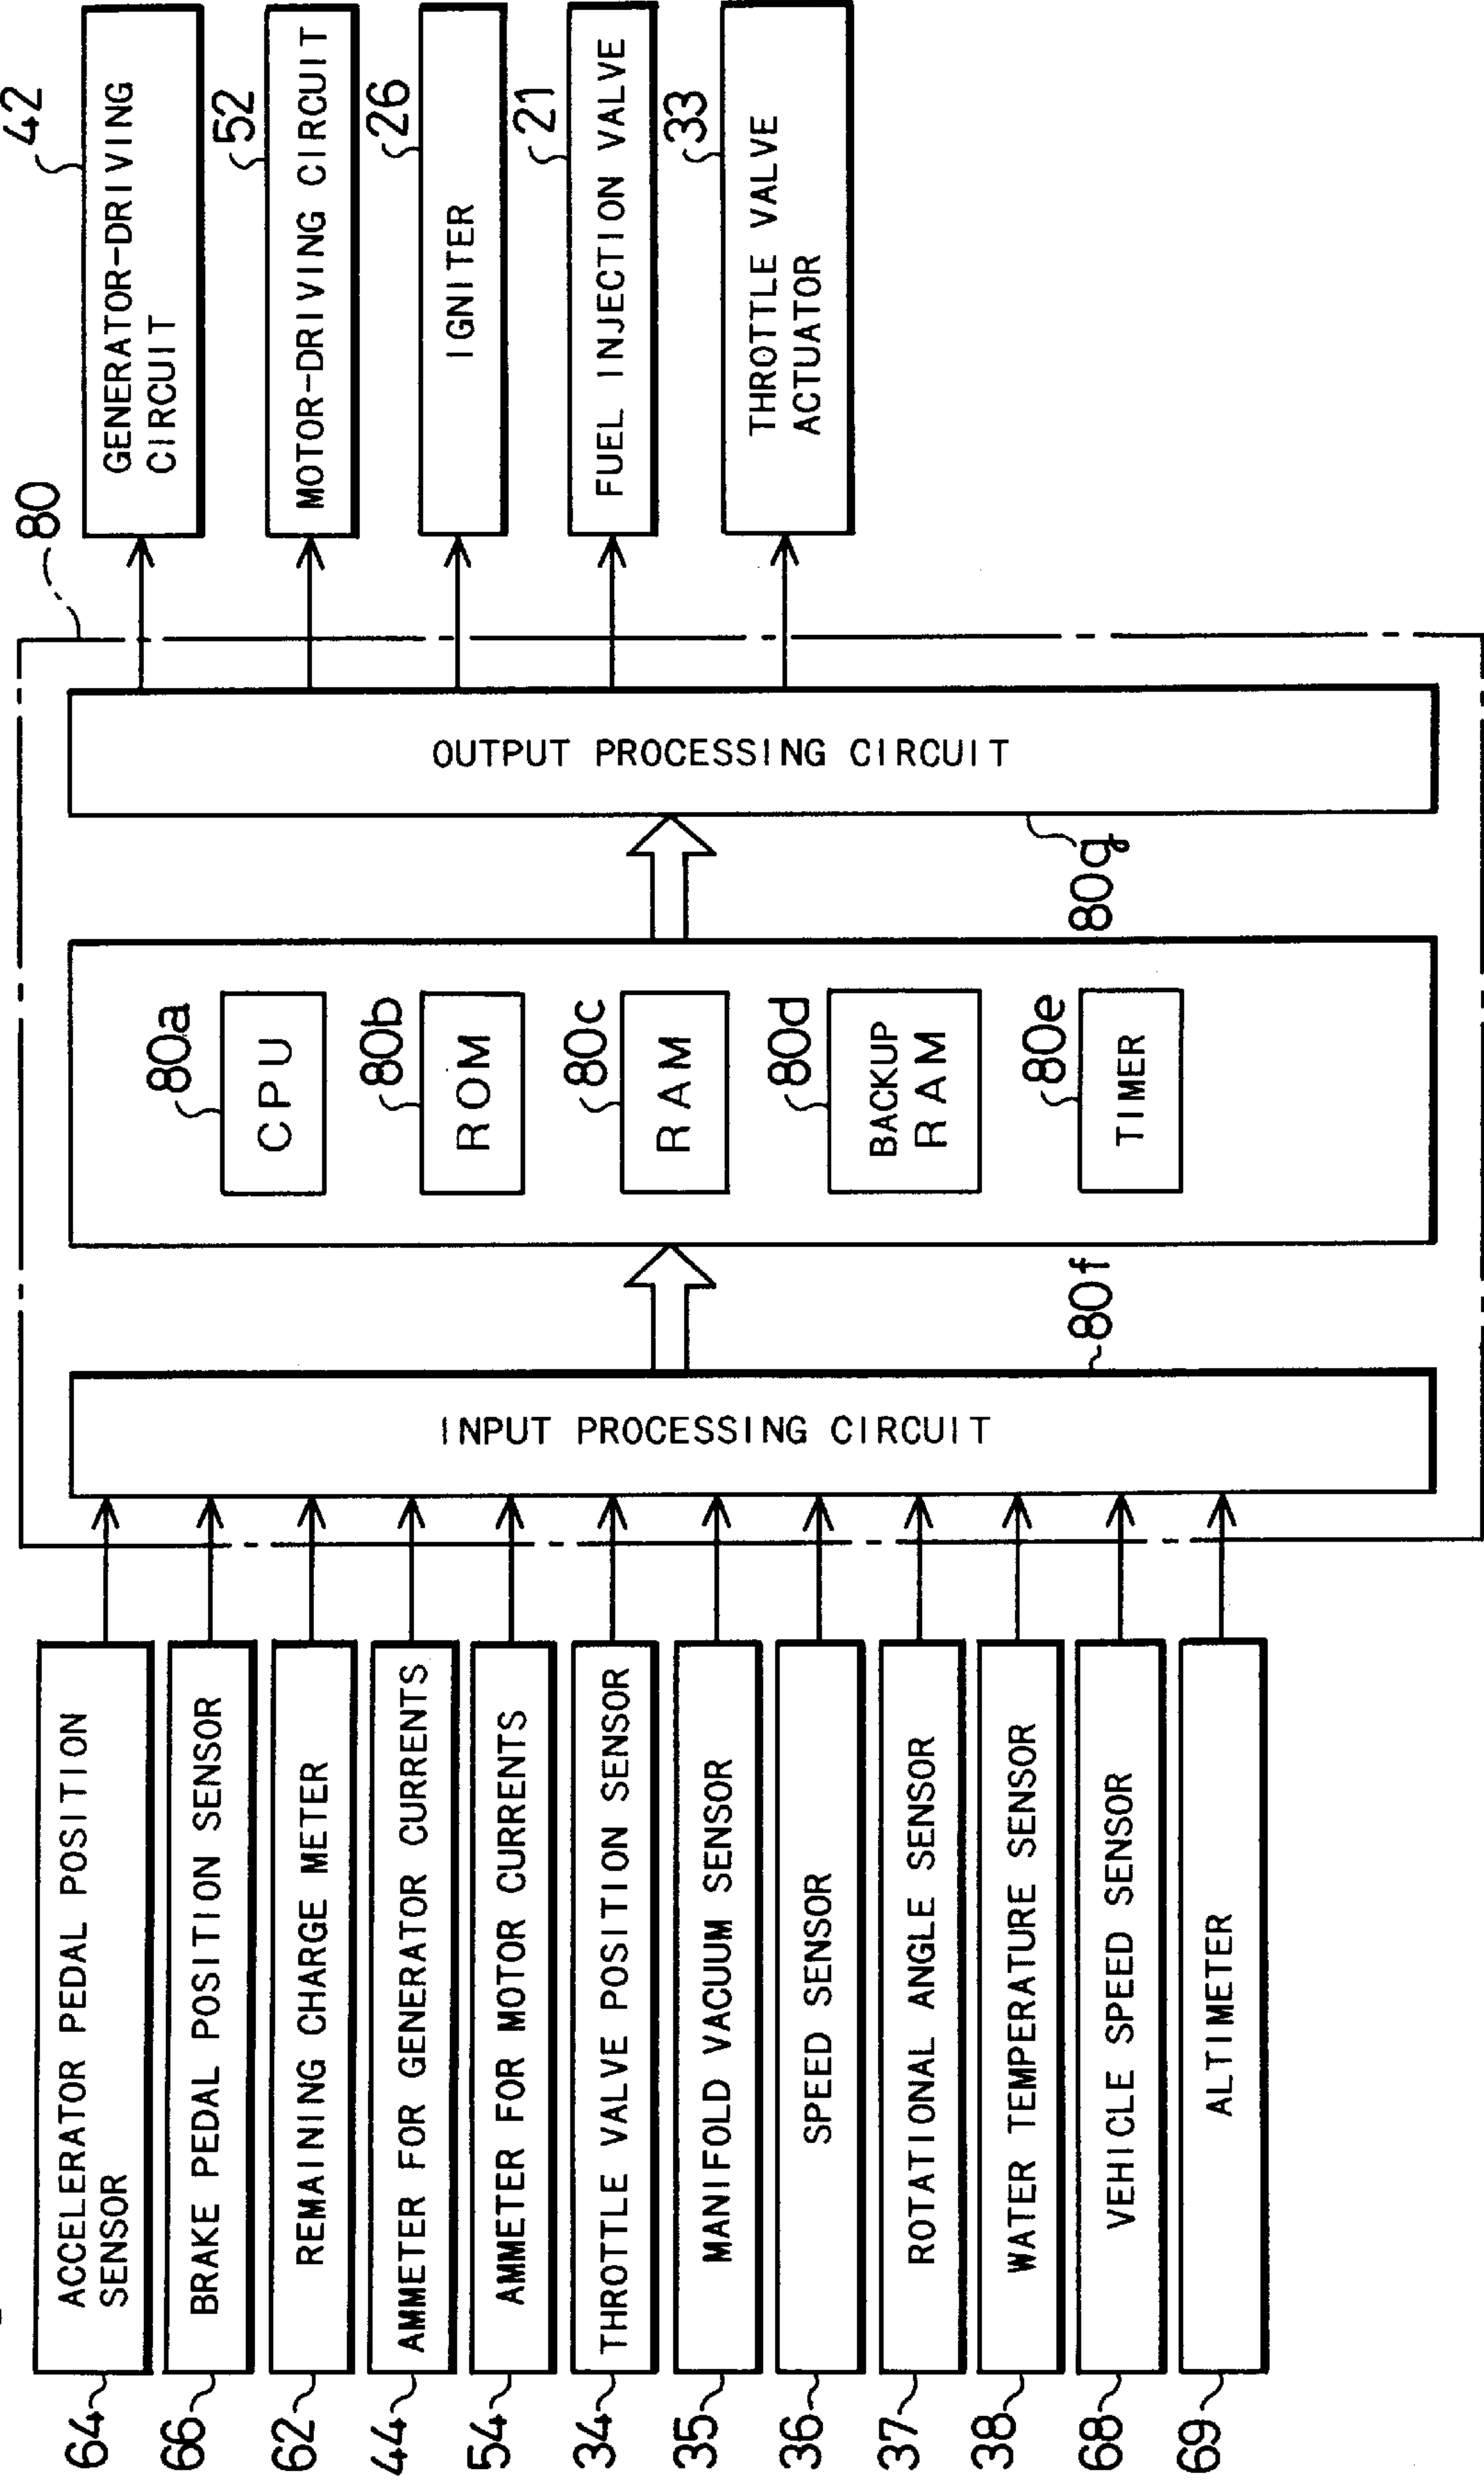 64
ACCELERATOR PEDAL POSITION
SENSOR
66
BRAKE PEDAL POSITION SENSOR
62
REMAINING CHARGE METER
44
AMMETER FOR GENERATOR CURRENTS
54
AMMETER FOR MOTOR CURRENTS
34
THROTTLE VALVE POSITION SENSOR
35
MANIFOLD VACUUM SENSOR
36
SPEED SENSOR
37
ROTATIONAL ANGLE SENSOR
38
WATER TEMPERATURE SENSOR
68
VEHICLE SPEED SENSOR
69
ALTIMETER
INPUT PROCESSING CIRCUIT
80f
80a
CPU
80b
ROM
80c
RAM
80d
BACKUP
RAM
80e
TIMER
OUTPUT PROCESSING CIRCUIT
80g
80
42
GENERATOR-DRIVING
CIRCUIT
52
MOTOR-DRIVING CIRCUIT
26
IGNITER
21
FUEL INJECTION VALVE
33
THROTTLE VALVE
ACTUATOR